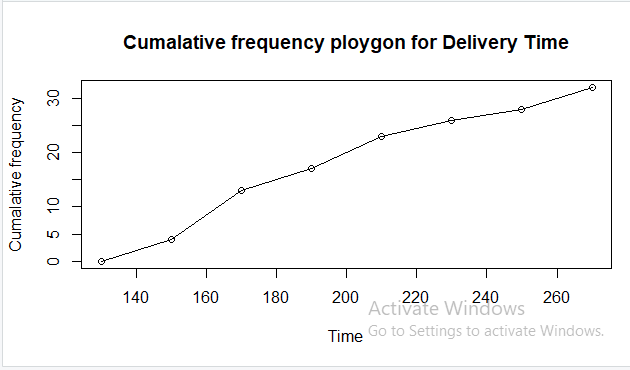 Cumalative frequency ploygon for Delivery Time
Cumalative frequency
30
20
10
5
0
140 160 180 200 220 240 260
Time
Activate Windows
Go to Settings to activate Windows.